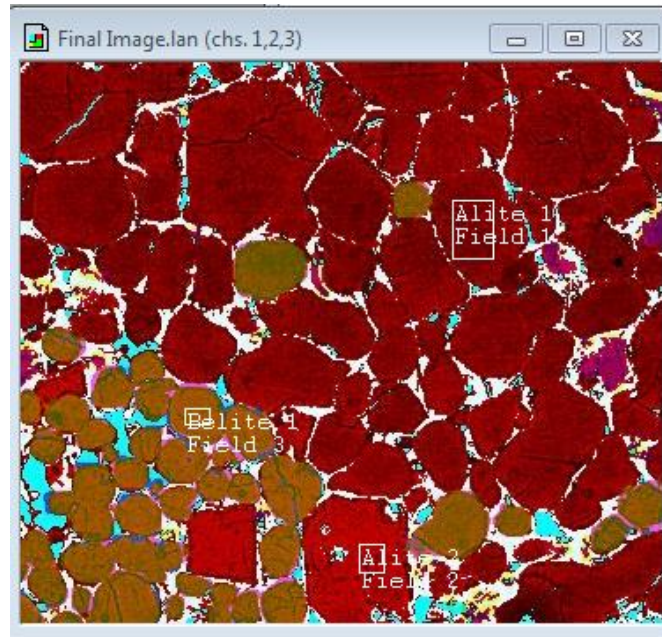 Final Image.lan (chs. 1,2,3)
Alite 1
Field 1
Belite 1
Field 3
Alite 2
Field 2